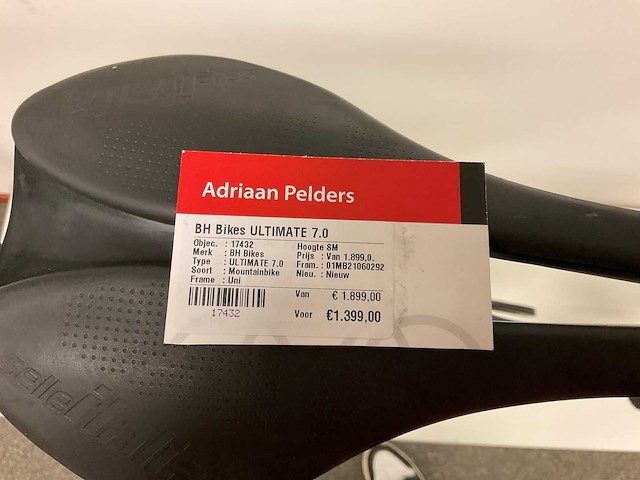 Adriaan Pelders
BH Bikes ULTIMATE 7.0
Objec. : 17432 Hoogte SM
Merk : BH Bikes Prijs : Van 1.899,0.
Type : ULTIMATE 7.0 Fram. : 01MB21060292
Soort : Mountainbike Nieu. : Nieuw
Frame : Uni
Van € 1.899,00
17432 Voor €1.399,00
selle